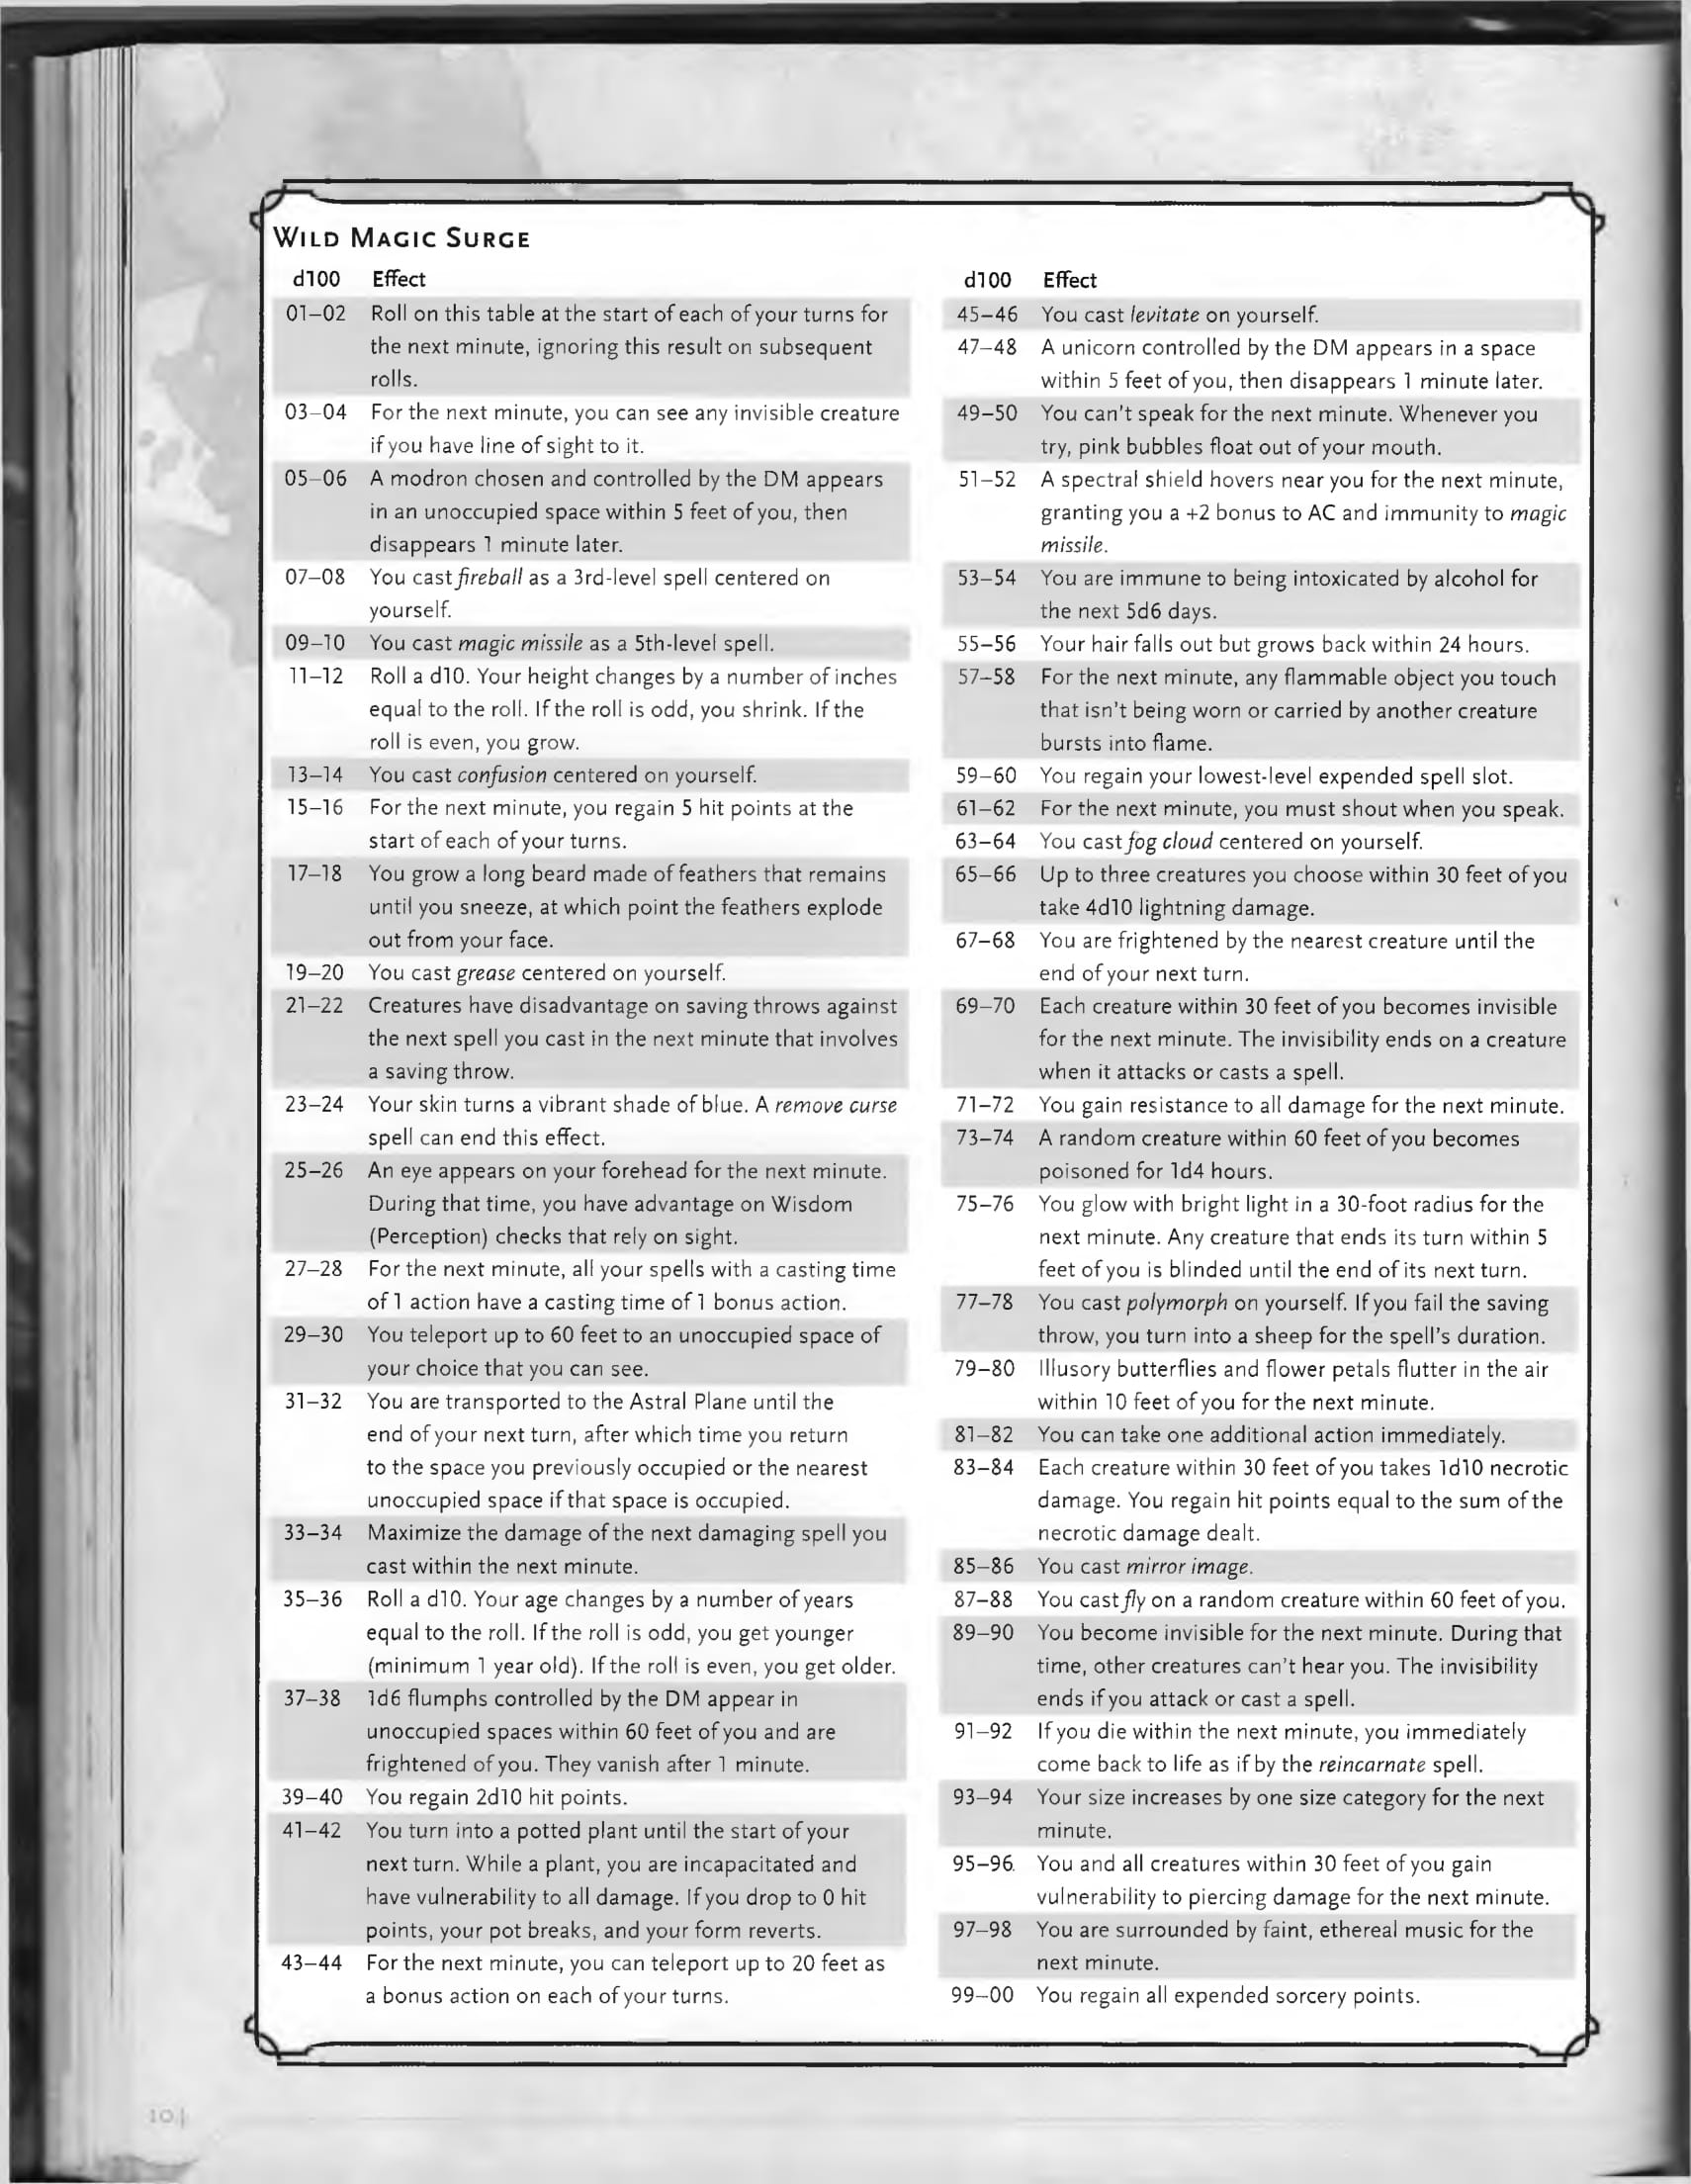 WILD MAGIC SURGE
d100 Effect
01–02 Roll on this table at the start of each of your turns for
the next minute, ignoring this result on subsequent
rolls.
03–04 For the next minute, you can see any invisible creature
if you have line of sight to it.
05–06 A modron chosen and controlled by the DM appears
in an unoccupied space within 5 feet of you, then
disappears 1 minute later.
07–08 You cast fireball as a 3rd-level spell centered on
yourself.
09–10 You cast magic missile as a 5th-level spell.
11–12 Roll a d10. Your height changes by a number of inches
equal to the roll. If the roll is odd, you shrink. If the
roll is even, you grow.
13–14 You cast confusion centered on yourself.
15–16 For the next minute, you regain 5 hit points at the
start of each of your turns.
17–18 You grow a long beard made of feathers that remains
until you sneeze, at which point the feathers explode
out from your face.
19–20 You cast grease centered on yourself.
21–22 Creatures have disadvantage on saving throws against
the next spell you cast in the next minute that involves
a saving throw.
23–24 Your skin turns a vibrant shade of blue. A remove curse
spell can end this effect.
25–26 An eye appears on your forehead for the next minute.
During that time, you have advantage on Wisdom
(Perception) checks that rely on sight.
27–28 For the next minute, all your spells with a casting time
of 1 action have a casting time of 1 bonus action.
29–30 You teleport up to 60 feet to an unoccupied space of
your choice that you can see.
31–32 You are transported to the Astral Plane until the
end of your next turn, after which time you return
to the space you previously occupied or the nearest
unoccupied space if that space is occupied.
33–34 Maximize the damage of the next damaging spell you
cast within the next minute.
35–36 Roll a d10. Your age changes by a number of years
equal to the roll. If the roll is odd, you get younger
(minimum 1 year old). If the roll is even, you get older.
37–38 1d6 flumphs controlled by the DM appear in
unoccupied spaces within 60 feet of you and are
frightened of you. They vanish after 1 minute.
39–40 You regain 2d10 hit points.
41–42 You turn into a potted plant until the start of your
next turn. While a plant, you are incapacitated and
have vulnerability to all damage. If you drop to 0 hit
points, your pot breaks, and your form reverts.
43–44 For the next minute, you can teleport up to 20 feet as
a bonus action on each of your turns.
d100 Effect
45–46 You cast levitate on yourself.
47–48 A unicorn controlled by the DM appears in a space
within 5 feet of you, then disappears 1 minute later.
49–50 You can't speak for the next minute. Whenever you
try, pink bubbles float out of your mouth.
51–52 A spectral shield hovers near you for the next minute,
granting you a +2 bonus to AC and immunity to magic
missile.
53–54 You are immune to being intoxicated by alcohol for
the next 5d6 days.
55–56 Your hair falls out but grows back within 24 hours.
57–58 For the next minute, any flammable object you touch
that isn't being worn or carried by another creature
bursts into flame.
59–60 You regain your lowest-level expended spell slot.
61–62 For the next minute, you must shout when you speak.
63–64 You cast fog cloud centered on yourself.
65–66 Up to three creatures you choose within 30 feet of you
take 4d10 lightning damage.
67–68 You are frightened by the nearest creature until the
end of your next turn.
69–70 Each creature within 30 feet of you becomes invisible
for the next minute. The invisibility ends on a creature
when it attacks or casts a spell.
71–72 You gain resistance to all damage for the next minute.
73–74 A random creature within 60 feet of you becomes
poisoned for 1d4 hours.
75–76 You glow with bright light in a 30-foot radius for the
next minute. Any creature that ends its turn within 5
feet of you is blinded until the end of its next turn.
77–78 You cast polymorph on yourself. If you fail the saving
throw, you turn into a sheep for the spell's duration.
79–80 Illusory butterflies and flower petals flutter in the air
within 10 feet of you for the next minute.
81–82 You can take one additional action immediately.
83–84 Each creature within 30 feet of you takes 1d10 necrotic
damage. You regain hit points equal to the sum of the
necrotic damage dealt.
85–86 You cast mirror image.
87–88 You cast fly on a random creature within 60 feet of you.
89–90 You become invisible for the next minute. During that
time, other creatures can't hear you. The invisibility
ends if you attack or cast a spell.
91–92 If you die within the next minute, you immediately
come back to life as if by the reincarnate spell.
93–94 Your size increases by one size category for the next
minute.
95–96 You and all creatures within 30 feet of you gain
vulnerability to piercing damage for the next minute.
97–98 You are surrounded by faint, ethereal music for the
next minute.
99–00 You regain all expended sorcery points.